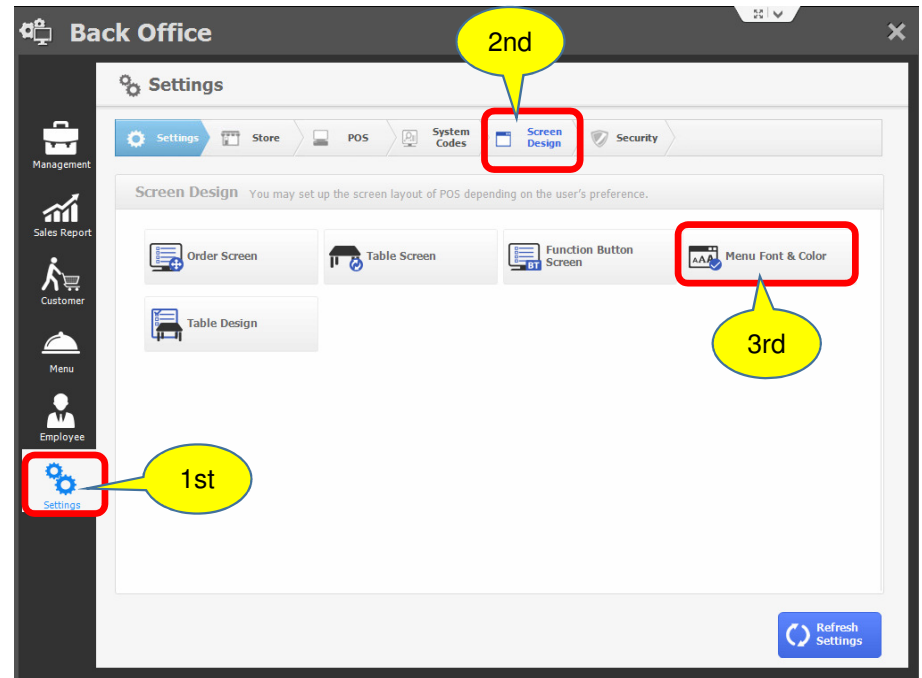 Back Office
2nd
Settings
Settings
Store
POS
System
Codes
Screen
Design
Security
Management
Sales Report
Customer
Menu
Employee
Settings
Screen Design You may set up the screen layout of POS depending on the user's preference.
Order Screen
Table Screen
BT
Function Button
Screen
AAA
Menu Font & Color
Table Design
3rd
1st
Refresh
Settings